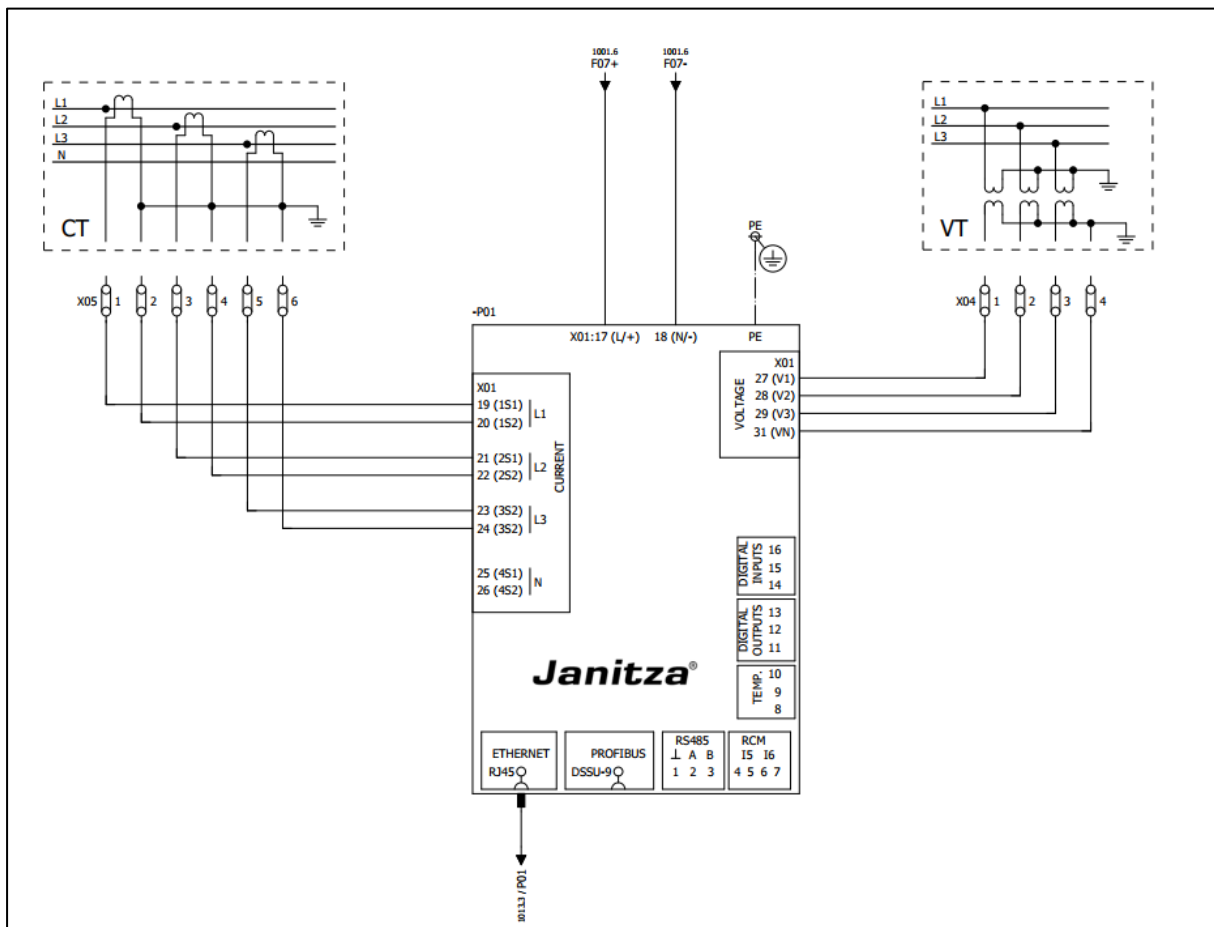 1001.6
F07+
1001.6
F07-
L1
L2
L3
N
CT
L1
L2
L3
VT
PE
X05 1 2 3 4 5 6
X04 1 2 3 4
-P01
X01:17 (L/+) 18 (N/-) PE
X01
19 (1S1)
20 (1S2)
L1
21 (2S1)
22 (2S2)
L2
23 (3S2)
24 (3S2)
L3
25 (4S1)
26 (4S2)
N
CURRENT
VOLTAGE
X01
27 (V1)
28 (V2)
29 (V3)
31 (VN)
DIGITAL
INPUTS
16
15
14
DIGITAL
OUTPUTS
13
12
11
TEMP.
10
9
8
Janitza®
ETHERNET
RJ45
PROFIBUS
DSSU-9
RS485
⊥ A B
1 2 3
RCM
I5 I6
4 5 6 7
1013.3 / P01